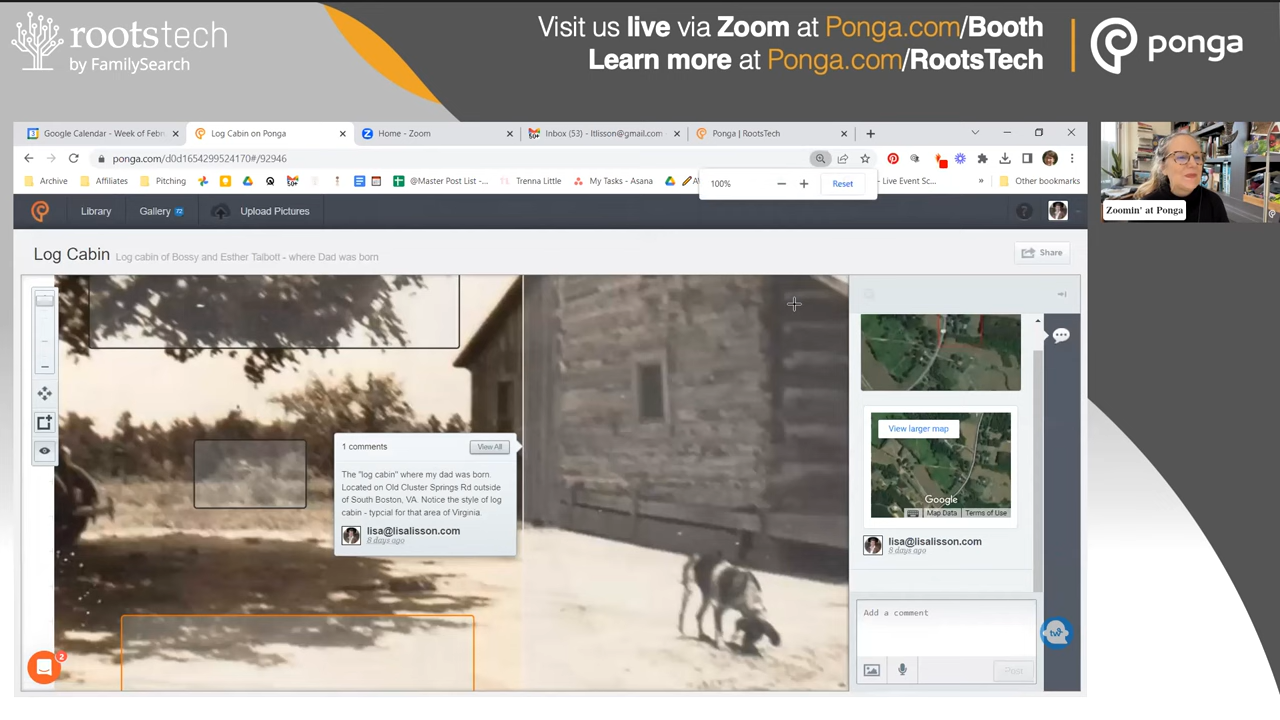 rootstech
by FamilySearch
Visit us live via Zoom at Ponga.com/Booth
Learn more at Ponga.com/RootsTech
ponga
Google Calendar - Week of Febru
Log Cabin on Ponga
Home - Zoom
Inbox (53) - ltlisson@gmail.com
Ponga | RootsTech
ponga.com/d0d1654299524170#/92946
Archive
Affiliates
Pitching
@Master Post List -...
Trenna Little
My Tasks - Asana
- Live Event Sc...
Other bookmarks
100%
Reset
Library
Gallery
Upload Pictures
Zoomin' at Ponga
Log Cabin
Log cabin of Bossy and Esther Talbott - where Dad was born
Share
1 comments
View All
The "log cabin" where my dad was born.
Located on Old Cluster Springs Rd outside
of South Boston, VA. Notice the style of log
cabin - typcial for that area of Virginia.
lisa@lisalisson.com
8 days ago
View larger map
Google
Map Data
Terms of Use
lisa@lisalisson.com
8 days ago
Add a comment
Post
2